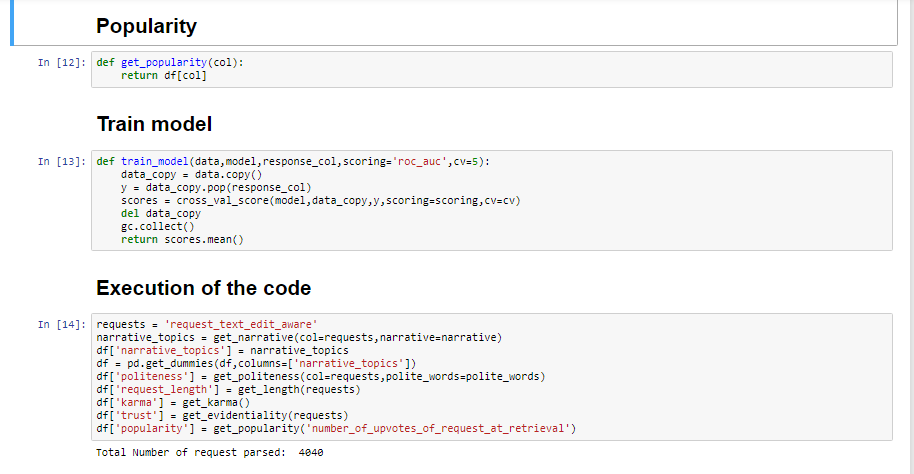 Popularity
In [12]: def get_popularity(col):
    return df[col]
Train model
In [13]: def train_model(data,model,response_col,scoring='roc_auc',cv=5):
    data_copy = data.copy()
    y = data_copy.pop(response_col)
    scores = cross_val_score(model,data_copy,y,scoring=scoring,cv=cv)
    del data_copy
    gc.collect()
    return scores.mean()
Execution of the code
In [14]: requests = 'request_text_edit_aware'
narrative_topics = get_narrative(col=requests,narrative=narrative)
df['narrative_topics'] = narrative_topics
df = pd.get_dummies(df,columns=['narrative_topics'])
df['politeness'] = get_politeness(col=requests,polite_words=polite_words)
df['request_length'] = get_length(requests)
df['karma'] = get_karma()
df['trust'] = get_evidentiality(requests)
df['popularity'] = get_popularity('number_of_upvotes_of_request_at_retrieval')
Total Number of request parsed:  4040